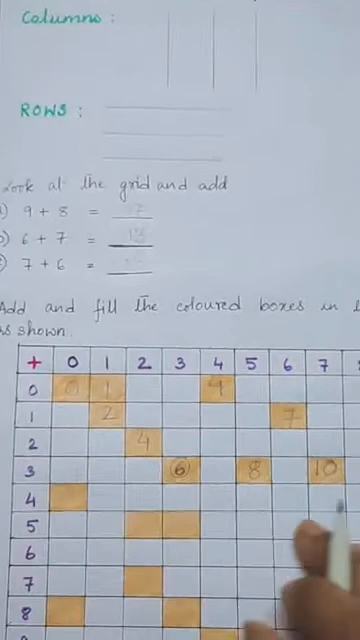 Columns :
ROWS :
Look at the grid and add
9 + 8 =
6 + 7 = 13
7 + 6 =
Add and fill the coloured boxes in
as shown.
+ 0 1 2 3 4 5 6 7
0 0 1 4
1 2 7
2 4
3 6 8 10
4
5
6
7
8